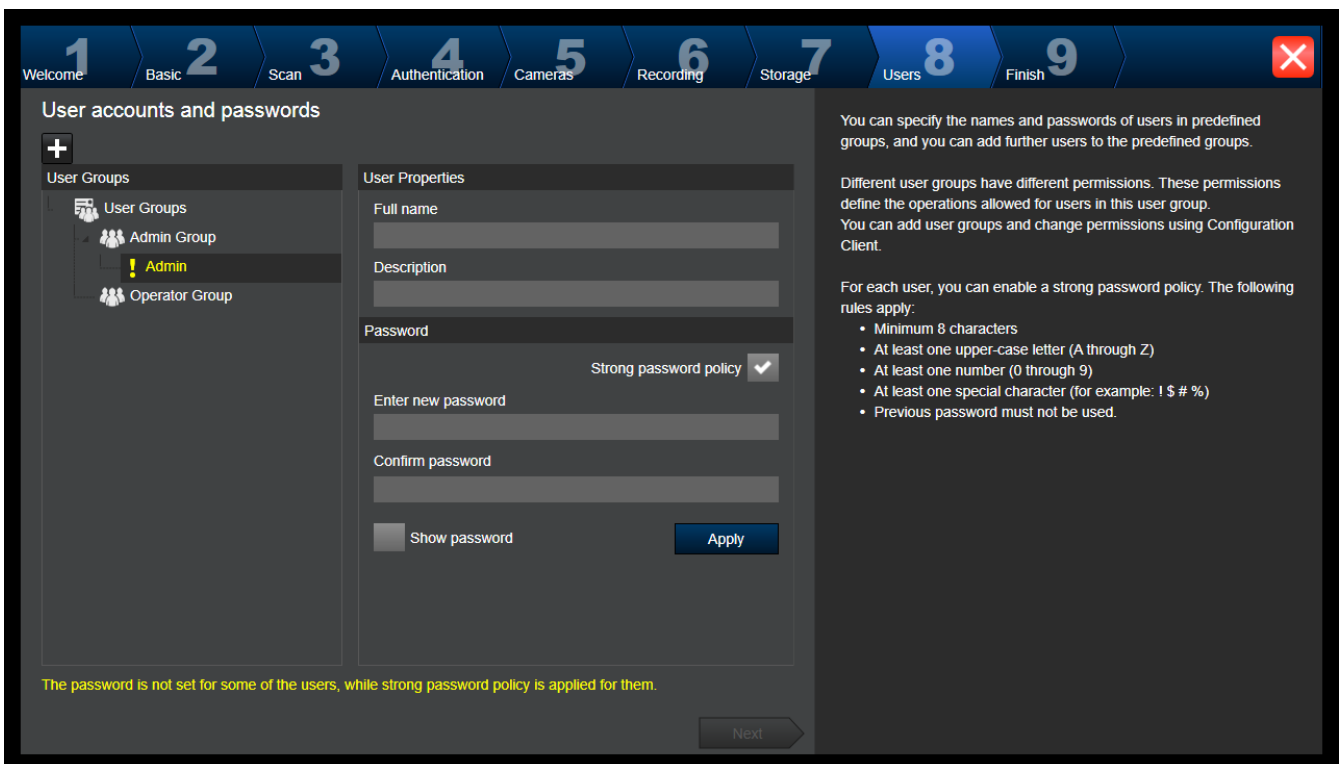 1 Welcome
2 Basic
3 Scan
4 Authentication
5 Cameras
6 Recording
7 Storage
8 Users
9 Finish
User accounts and passwords
User Groups
User Groups
Admin Group
Admin
Operator Group
User Properties
Full name
Description
Password
Strong password policy
Enter new password
Confirm password
Show password
Apply
The password is not set for some of the users, while strong password policy is applied for them.
Next
You can specify the names and passwords of users in predefined
groups, and you can add further users to the predefined groups.
Different user groups have different permissions. These permissions
define the operations allowed for users in this user group.
You can add user groups and change permissions using Configuration
Client.
For each user, you can enable a strong password policy. The following
rules apply:
• Minimum 8 characters
• At least one upper-case letter (A through Z)
• At least one number (0 through 9)
• At least one special character (for example: ! $ # %)
• Previous password must not be used.